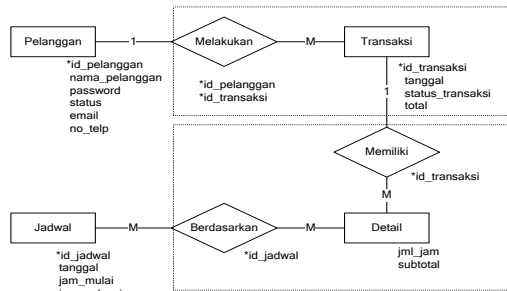 Pelanggan
1
Melakukan
M
Transaksi
*id_pelanggan
nama_pelanggan
password
status
email
no_telp
*id_pelanggan
*id_transaksi
*id_transaksi
tanggal
status_transaksi
total
1
Memiliki
*id_transaksi
M
Jadwal
M
Berdasarkan
M
Detail
*id_jadwal
tanggal
jam_mulai
*id_jadwal
jml_jam
subtotal